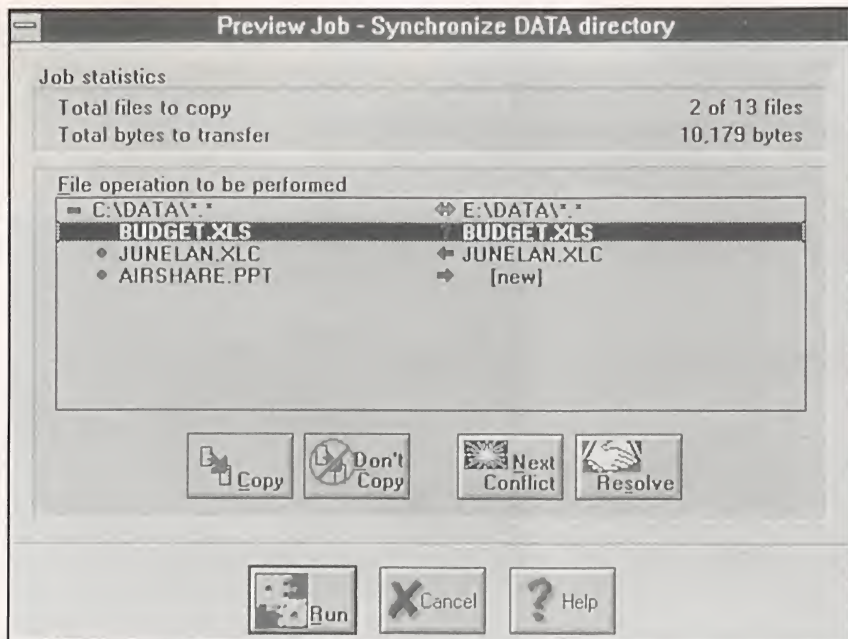 Preview Job - Synchronize DATA directory
Job statistics
Total files to copy 2 of 13 files
Total bytes to transfer 10,179 bytes
File operation to be performed
C:\DATA\*.* E:\DATA\*.*
BUDGET.XLS ? BUDGET.XLS
JUNELAN.XLC JUNELAN.XLC
AIRSHARE.PPT [new]
Copy
Don't Copy
Next Conflict
Resolve
Run
Cancel
? Help